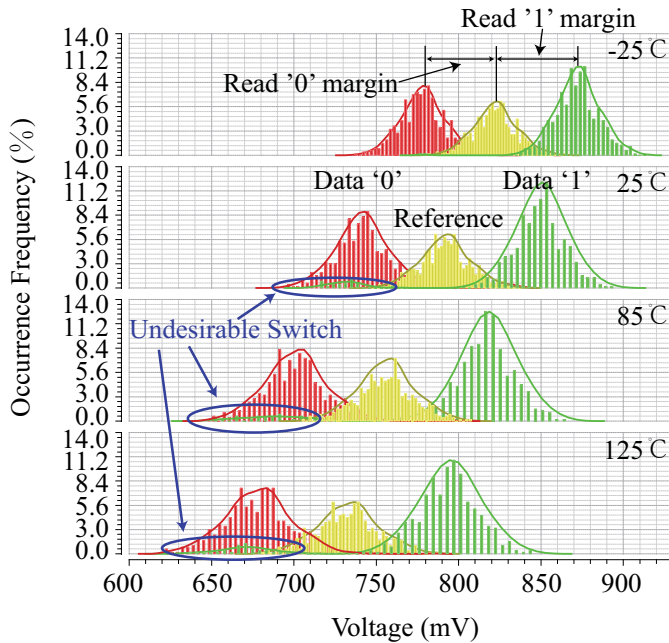 Read '1' margin
14.0
-25°C
11.2
Read '0' margin
8.4
5.6
3.0
0.0
14.0
Data '0'
Data '1'
25°C
11.2
8.4
Reference
5.6
3.0
0.0
14.0
Undesirable Switch
85°C
11.2
8.4
5.6
3.0
0.0
14.0
125°C
11.2
8.4
5.6
3.0
0.0
600 650 700 750 800 850 900
Voltage (mV)
Occurrence Frequency (%)